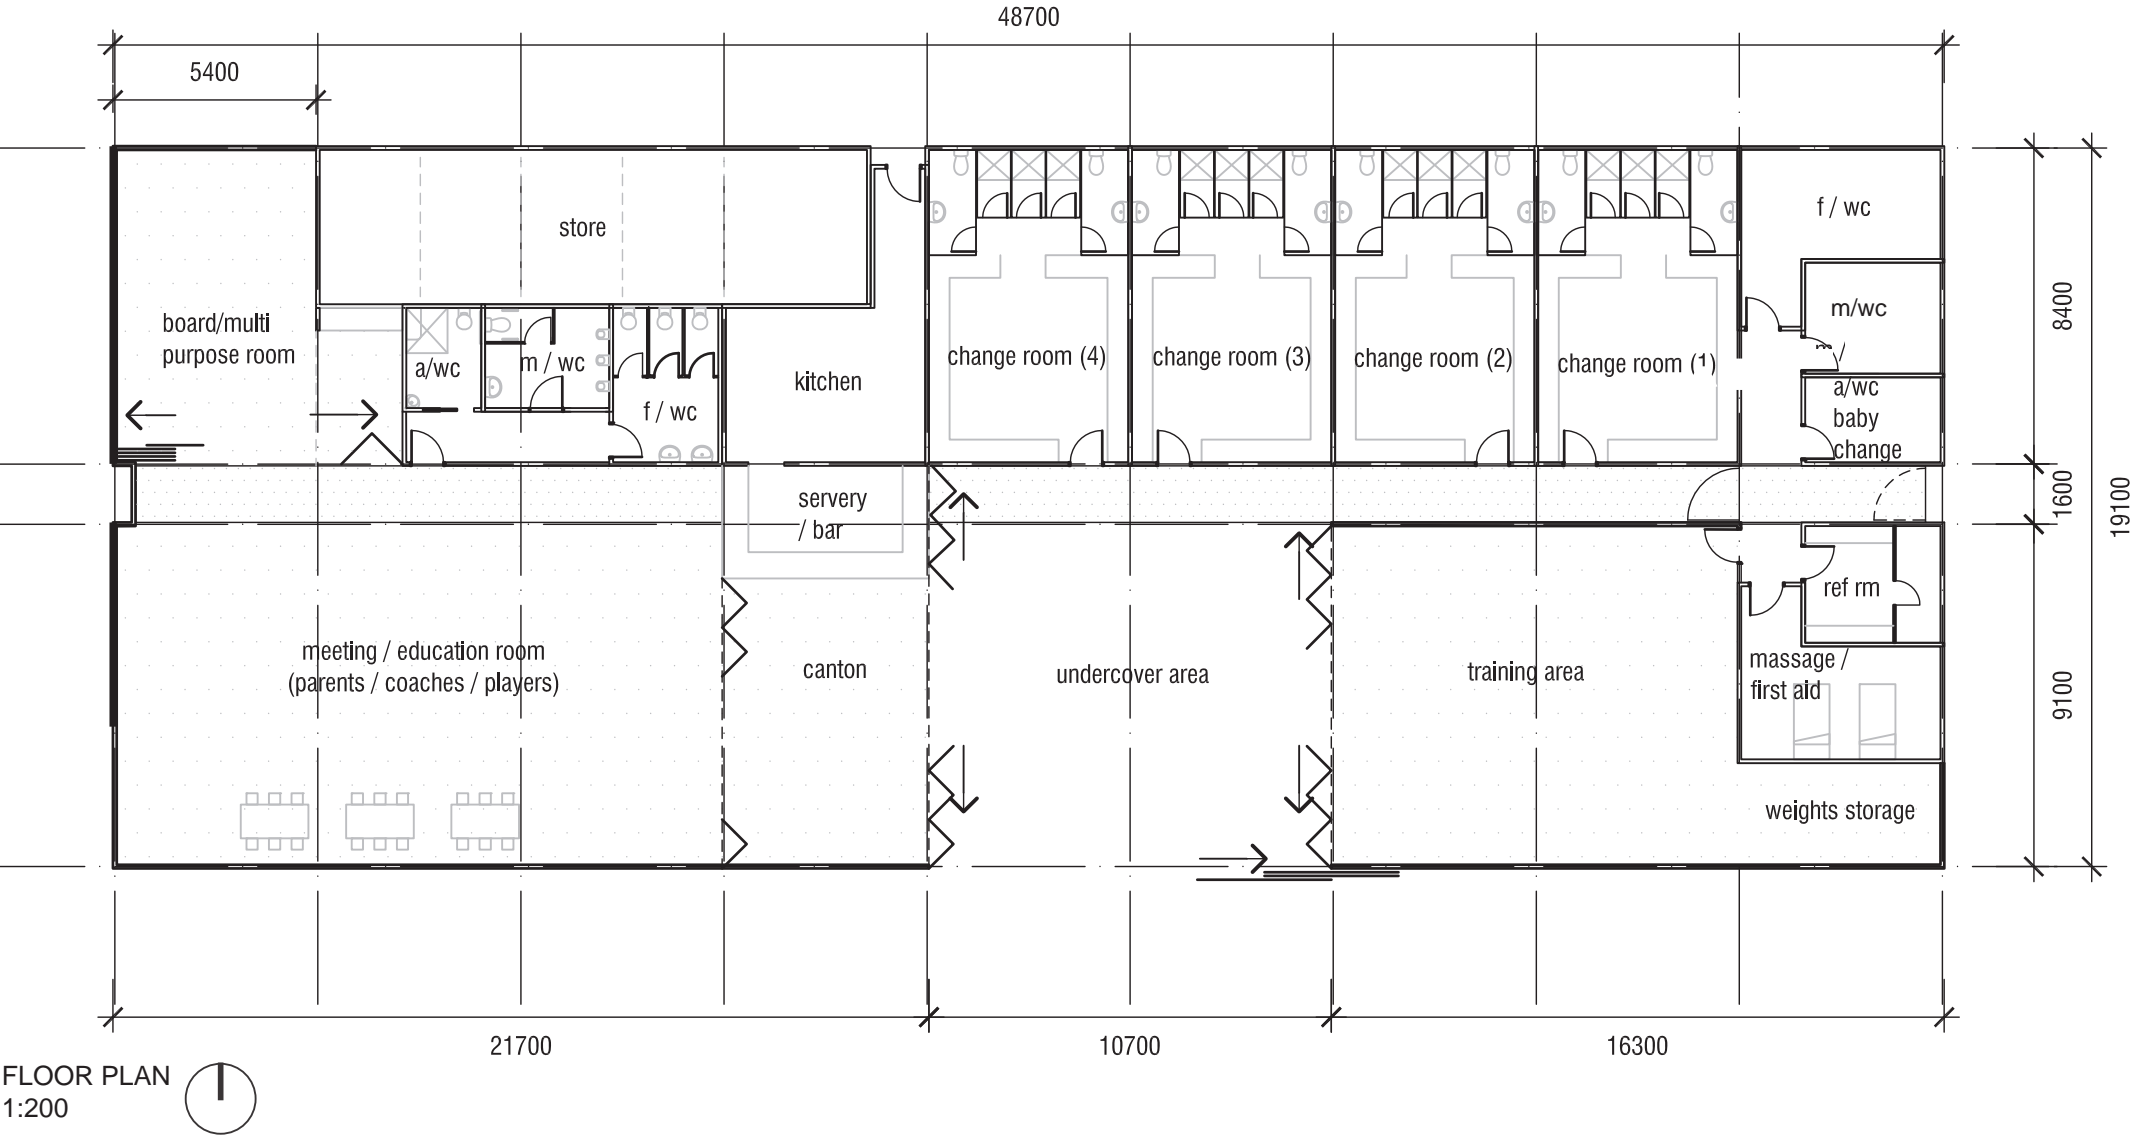 48700
5400
store
f / wc
board/multi
purpose room
a/wc
m / wc
f / wc
kitchen
change room (4)
change room (3)
change room (2)
change room (1)
m/wc
a/wc
baby
change
8400
1600
19100
9100
servery
/ bar
meeting / education room
(parents / coaches / players)
canton
undercover area
training area
ref rm
massage /
first aid
weights storage
21700
10700
16300
FLOOR PLAN
1:200